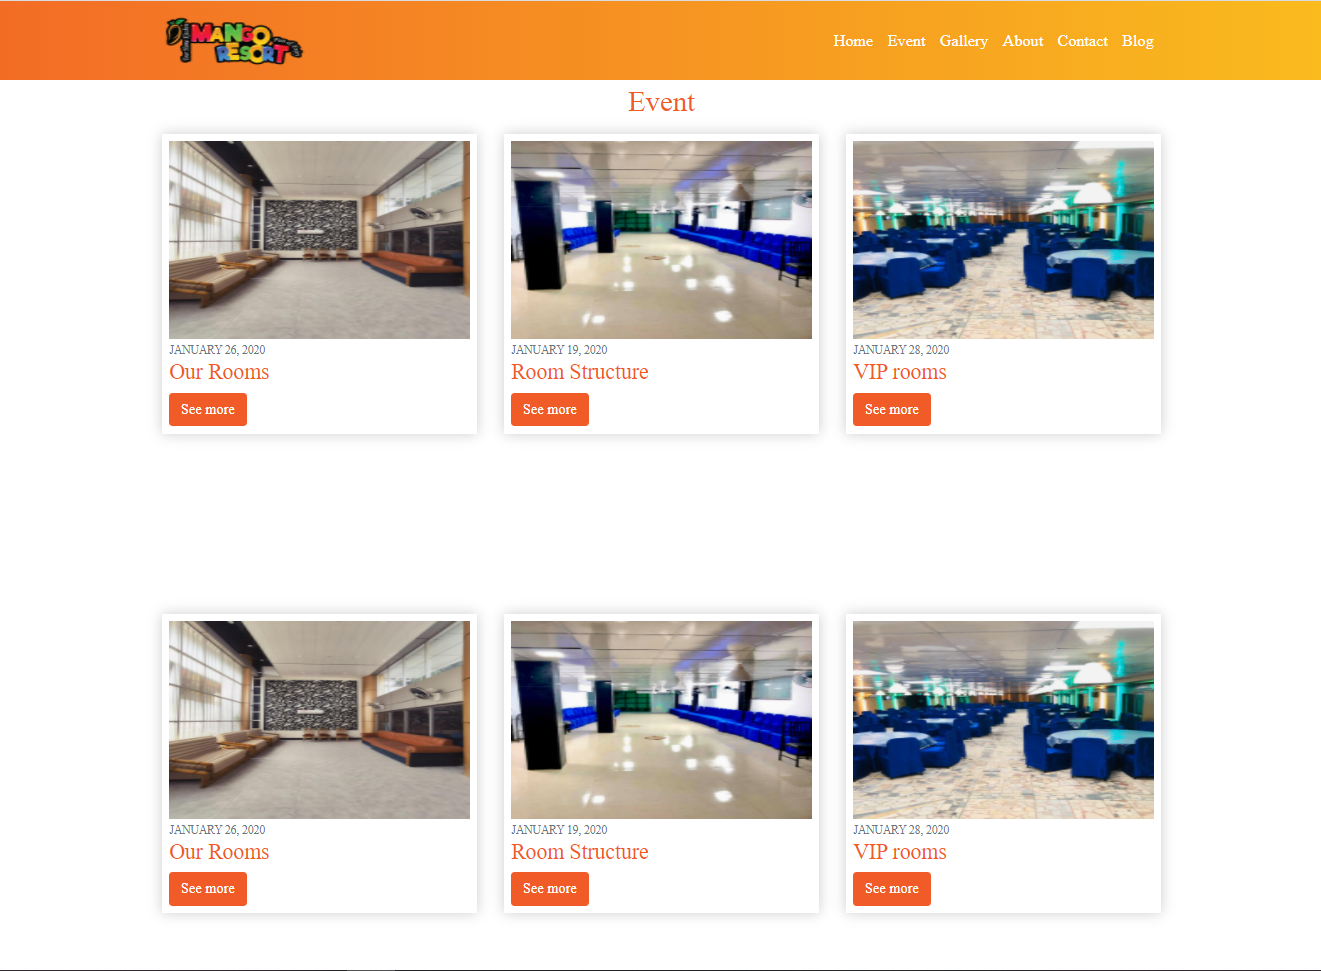 MANGO
RESORT
Home Event Gallery About Contact Blog
Event
JANUARY 26, 2020
Our Rooms
See more
JANUARY 19, 2020
Room Structure
See more
JANUARY 28, 2020
VIP rooms
See more
JANUARY 26, 2020
Our Rooms
See more
JANUARY 19, 2020
Room Structure
See more
JANUARY 28, 2020
VIP rooms
See more